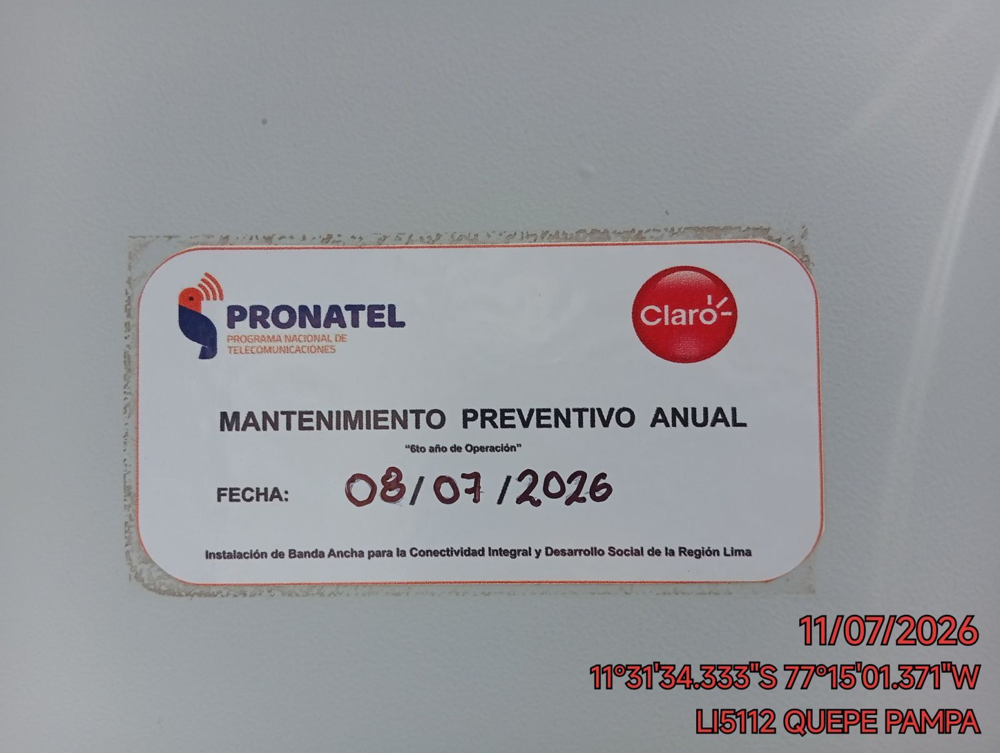 PRONATEL
PROGRAMA NACIONAL DE
TELECOMUNICACIONES
Claro
MANTENIMIENTO PREVENTIVO ANUAL
“6to año de Operación”
FECHA: 08/07/2026
Instalación de Banda Ancha para la Conectividad Integral y Desarrollo Social de la Región Lima
11/07/2026
11°31'34.333"S 77°15'01.371"W
LI5112 QUEPE PAMPA